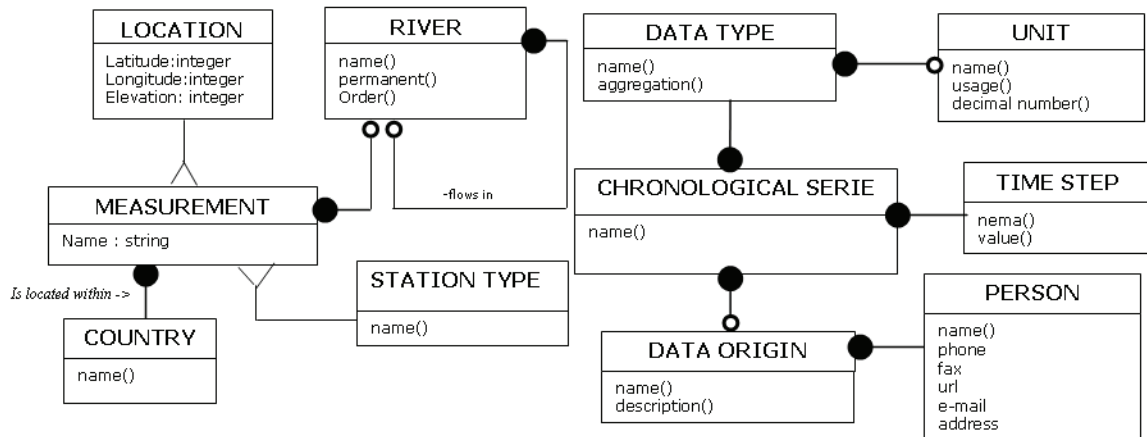 LOCATION
Latitude:integer
Longitude:integer
Elevation: integer
RIVER
name()
permanent()
Order()
-flows in
MEASUREMENT
Name : string
Is located within ->
COUNTRY
name()
STATION TYPE
name()
DATA TYPE
name()
aggregation()
UNIT
name()
usage()
decimal number()
CHRONOLOGICAL SERIE
name()
TIME STEP
nema()
value()
DATA ORIGIN
name()
description()
PERSON
name()
phone
fax
url
e-mail
address